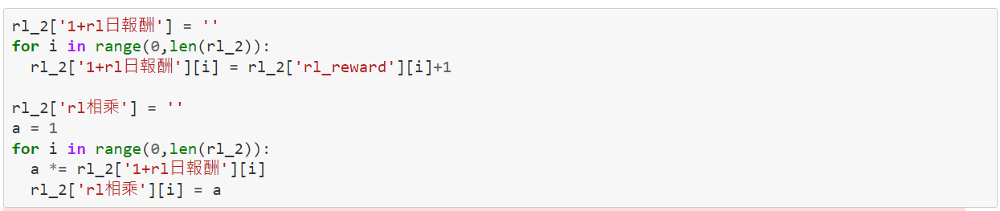 rl_2['1+rl日報酬'] = ''
for i in range(0,len(rl_2)):
  rl_2['1+rl日報酬'][i] = rl_2['rl_reward'][i]+1

rl_2['rl相乘'] = ''
a = 1
for i in range(0,len(rl_2)):
  a *= rl_2['1+rl日報酬'][i]
  rl_2['rl相乘'][i] = a